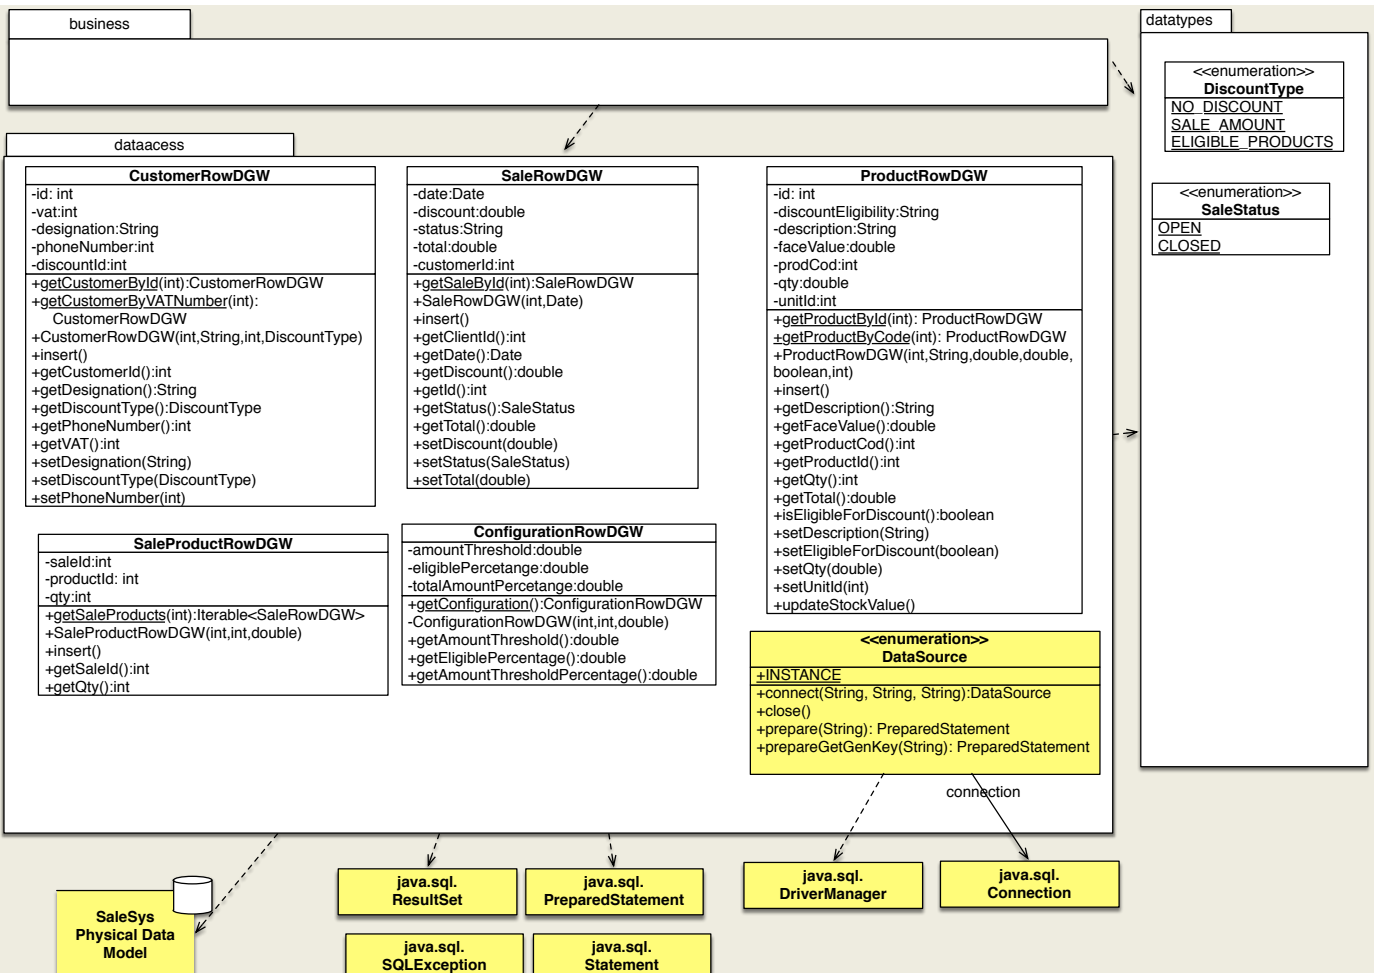 business
datatypes
<<enumeration>>
DiscountType
NO_DISCOUNT
SALE_AMOUNT
ELIGIBLE_PRODUCTS
<<enumeration>>
SaleStatus
OPEN
CLOSED
dataacess
CustomerRowDGW
-id: int
-vat:int
-designation:String
-phoneNumber:int
-discountId:int
+getCustomerById(int):CustomerRowDGW
+getCustomerByVATNumber(int):
CustomerRowDGW
+CustomerRowDGW(int,String,int,DiscountType)
+insert()
+getCustomerId():int
+getDesignation():String
+getDiscountType():DiscountType
+getPhoneNumber():int
+getVAT():int
+setDesignation(String)
+setDiscountType(DiscountType)
+setPhoneNumber(int)
SaleRowDGW
-date:Date
-discount:double
-status:String
-total:double
-customerId:int
+getSaleById(int):SaleRowDGW
+SaleRowDGW(int,Date)
+insert()
+getClientId():int
+getDate():Date
+getDiscount():double
+getId():int
+getStatus():SaleStatus
+getTotal():double
+setDiscount(double)
+setStatus(SaleStatus)
+setTotal(double)
ProductRowDGW
-id: int
-discountEligibility:String
-description:String
-faceValue:double
-prodCod:int
-qty:double
-unitId:int
+getProductById(int): ProductRowDGW
+getProductByCode(int): ProductRowDGW
+ProductRowDGW(int,String,double,double,
boolean,int)
+insert()
+getDescription():String
+getFaceValue():double
+getProductCod():int
+getProductId():int
+getQty():int
+getTotal():double
+isEligibleForDiscount():boolean
+setDescription(String)
+setEligibleForDiscount(boolean)
+setQty(double)
+setUnitId(int)
+updateStockValue()
SaleProductRowDGW
-saleId:int
-productId: int
-qty:int
+getSaleProducts(int):Iterable<SaleRowDGW>
+SaleProductRowDGW(int,int,double)
+insert()
+getSaleId():int
+getQty():int
ConfigurationRowDGW
-amountThreshold:double
-eligiblePercetange:double
-totalAmountPercetange:double
+getConfiguration():ConfigurationRowDGW
-ConfigurationRowDGW(int,int,double)
+getAmountThreshold():double
+getEligiblePercentage():double
+getAmountThresholdPercentage():double
<<enumeration>>
DataSource
+INSTANCE
+connect(String, String, String):DataSource
+close()
+prepare(String): PreparedStatement
+prepareGetGenKey(String): PreparedStatement
connection
SaleSys
Physical Data
Model
java.sql.
ResultSet
java.sql.
PreparedStatement
java.sql.
DriverManager
java.sql.
Connection
java.sql.
SQLException
java.sql.
Statement